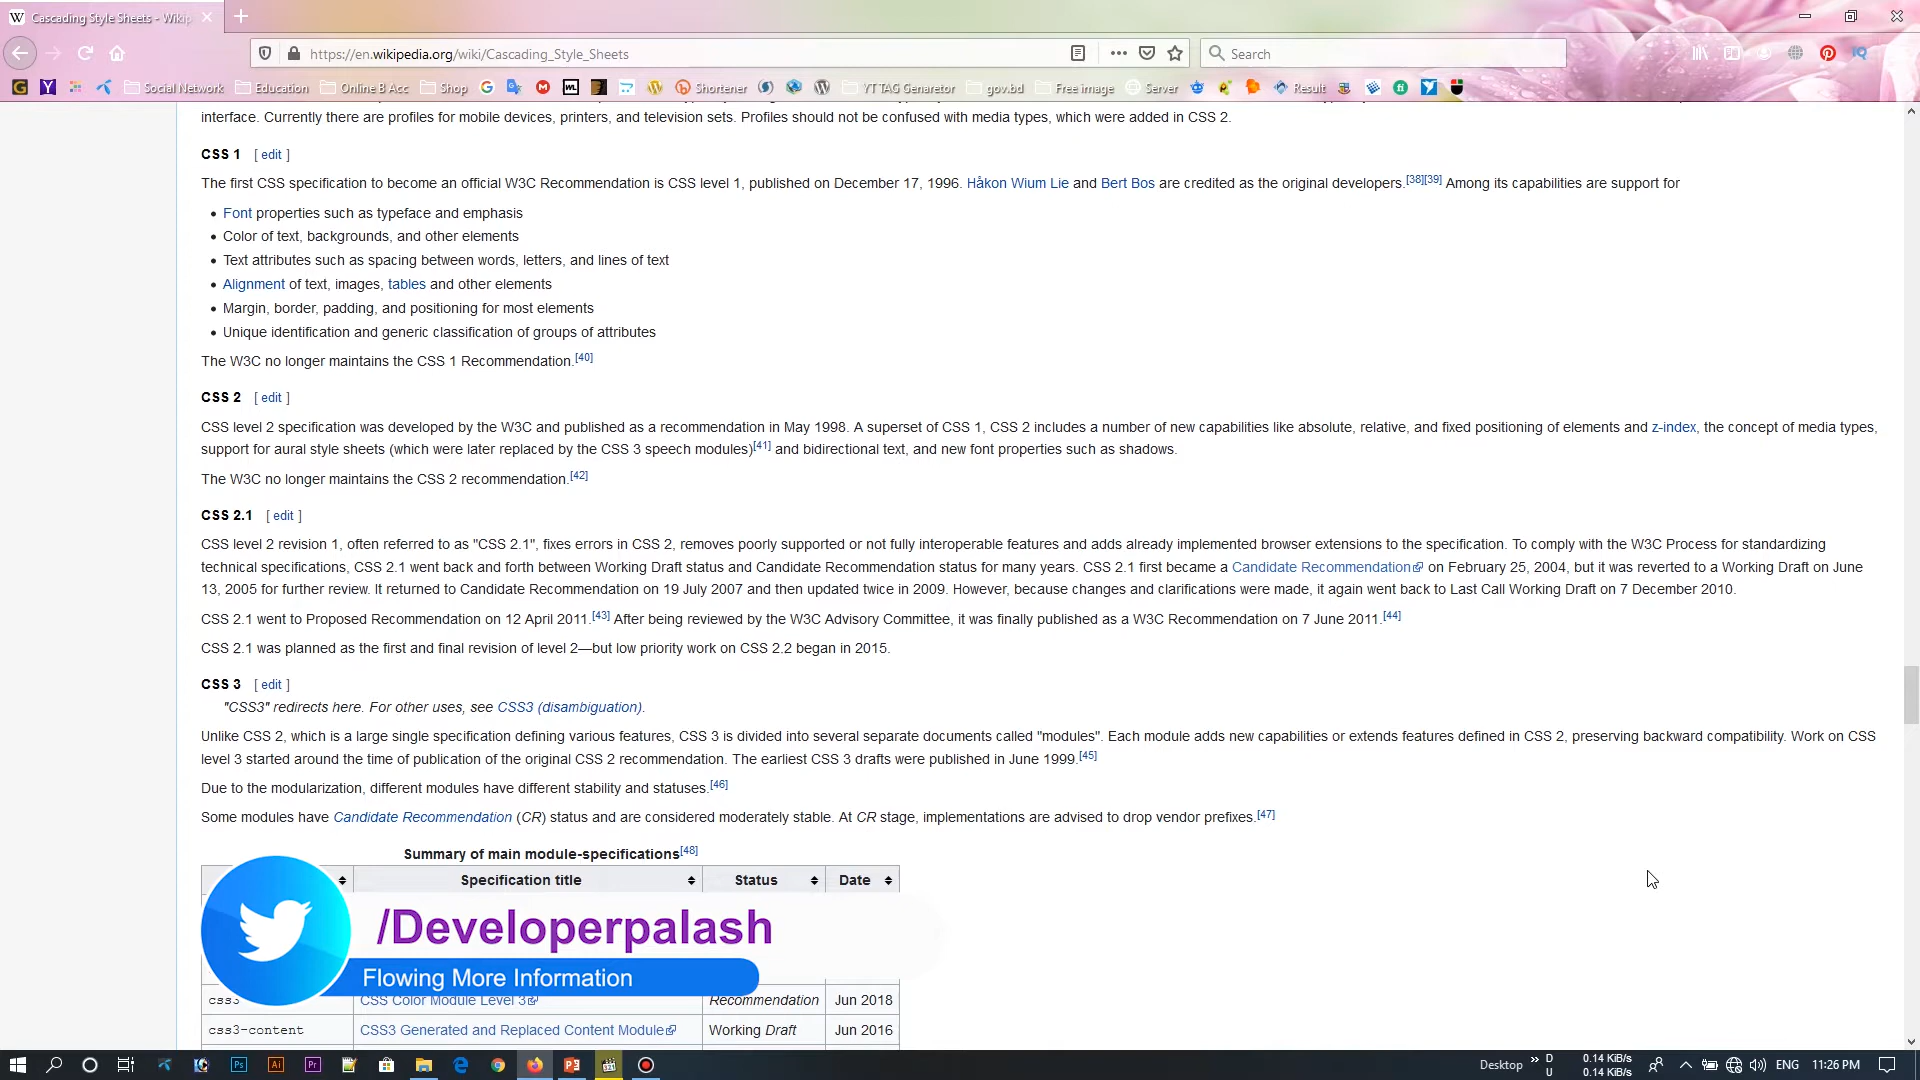 Cascading Style Sheets - Wikip
https://en.wikipedia.org/wiki/Cascading_Style_Sheets
Search
Social Network
Education
Online B Acc
Shop
Shortener
YT TAG Genaretor
gov.bd
Free image
Server
Result
interface. Currently there are profiles for mobile devices, printers, and television sets. Profiles should not be confused with media types, which were added in CSS 2.
CSS 1 [ edit ]
The first CSS specification to become an official W3C Recommendation is CSS level 1, published on December 17, 1996. Håkon Wium Lie and Bert Bos are credited as the original developers.[38][39] Among its capabilities are support for
• Font properties such as typeface and emphasis
• Color of text, backgrounds, and other elements
• Text attributes such as spacing between words, letters, and lines of text
• Alignment of text, images, tables and other elements
• Margin, border, padding, and positioning for most elements
• Unique identification and generic classification of groups of attributes
The W3C no longer maintains the CSS 1 Recommendation.[40]
CSS 2 [ edit ]
CSS level 2 specification was developed by the W3C and published as a recommendation in May 1998. A superset of CSS 1, CSS 2 includes a number of new capabilities like absolute, relative, and fixed positioning of elements and z-index, the concept of media types,
support for aural style sheets (which were later replaced by the CSS 3 speech modules)[41] and bidirectional text, and new font properties such as shadows.
The W3C no longer maintains the CSS 2 recommendation.[42]
CSS 2.1 [ edit ]
CSS level 2 revision 1, often referred to as "CSS 2.1", fixes errors in CSS 2, removes poorly supported or not fully interoperable features and adds already implemented browser extensions to the specification. To comply with the W3C Process for standardizing
technical specifications, CSS 2.1 went back and forth between Working Draft status and Candidate Recommendation status for many years. CSS 2.1 first became a Candidate Recommendation on February 25, 2004, but it was reverted to a Working Draft on June
13, 2005 for further review. It returned to Candidate Recommendation on 19 July 2007 and then updated twice in 2009. However, because changes and clarifications were made, it again went back to Last Call Working Draft on 7 December 2010.
CSS 2.1 went to Proposed Recommendation on 12 April 2011.[43] After being reviewed by the W3C Advisory Committee, it was finally published as a W3C Recommendation on 7 June 2011.[44]
CSS 2.1 was planned as the first and final revision of level 2—but low priority work on CSS 2.2 began in 2015.
CSS 3 [ edit ]
"CSS3" redirects here. For other uses, see CSS3 (disambiguation).
Unlike CSS 2, which is a large single specification defining various features, CSS 3 is divided into several separate documents called "modules". Each module adds new capabilities or extends features defined in CSS 2, preserving backward compatibility. Work on CSS
level 3 started around the time of publication of the original CSS 2 recommendation. The earliest CSS 3 drafts were published in June 1999.[45]
Due to the modularization, different modules have different stability and statuses.[46]
Some modules have Candidate Recommendation (CR) status and are considered moderately stable. At CR stage, implementations are advised to drop vendor prefixes.[47]
Summary of main module-specifications[48]
Specification title Status Date
/Developerpalash
Flowing More Information
css3 CSS Color Module Level 3 Recommendation Jun 2018
css3-content CSS3 Generated and Replaced Content Module Working Draft Jun 2016
Desktop » D 0.14 KiB/s
U 0.14 KiB/s
ENG
11:26 PM